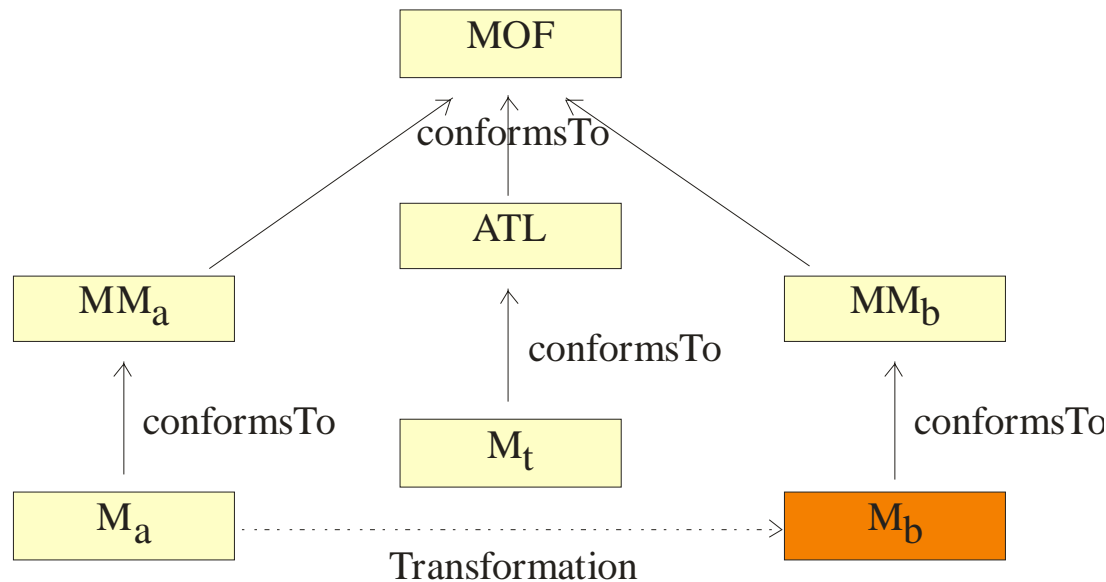 MOF
conformsTo
ATL
MMa
MMb
conformsTo
conformsTo
conformsTo
Mt
Ma
Mb
Transformation